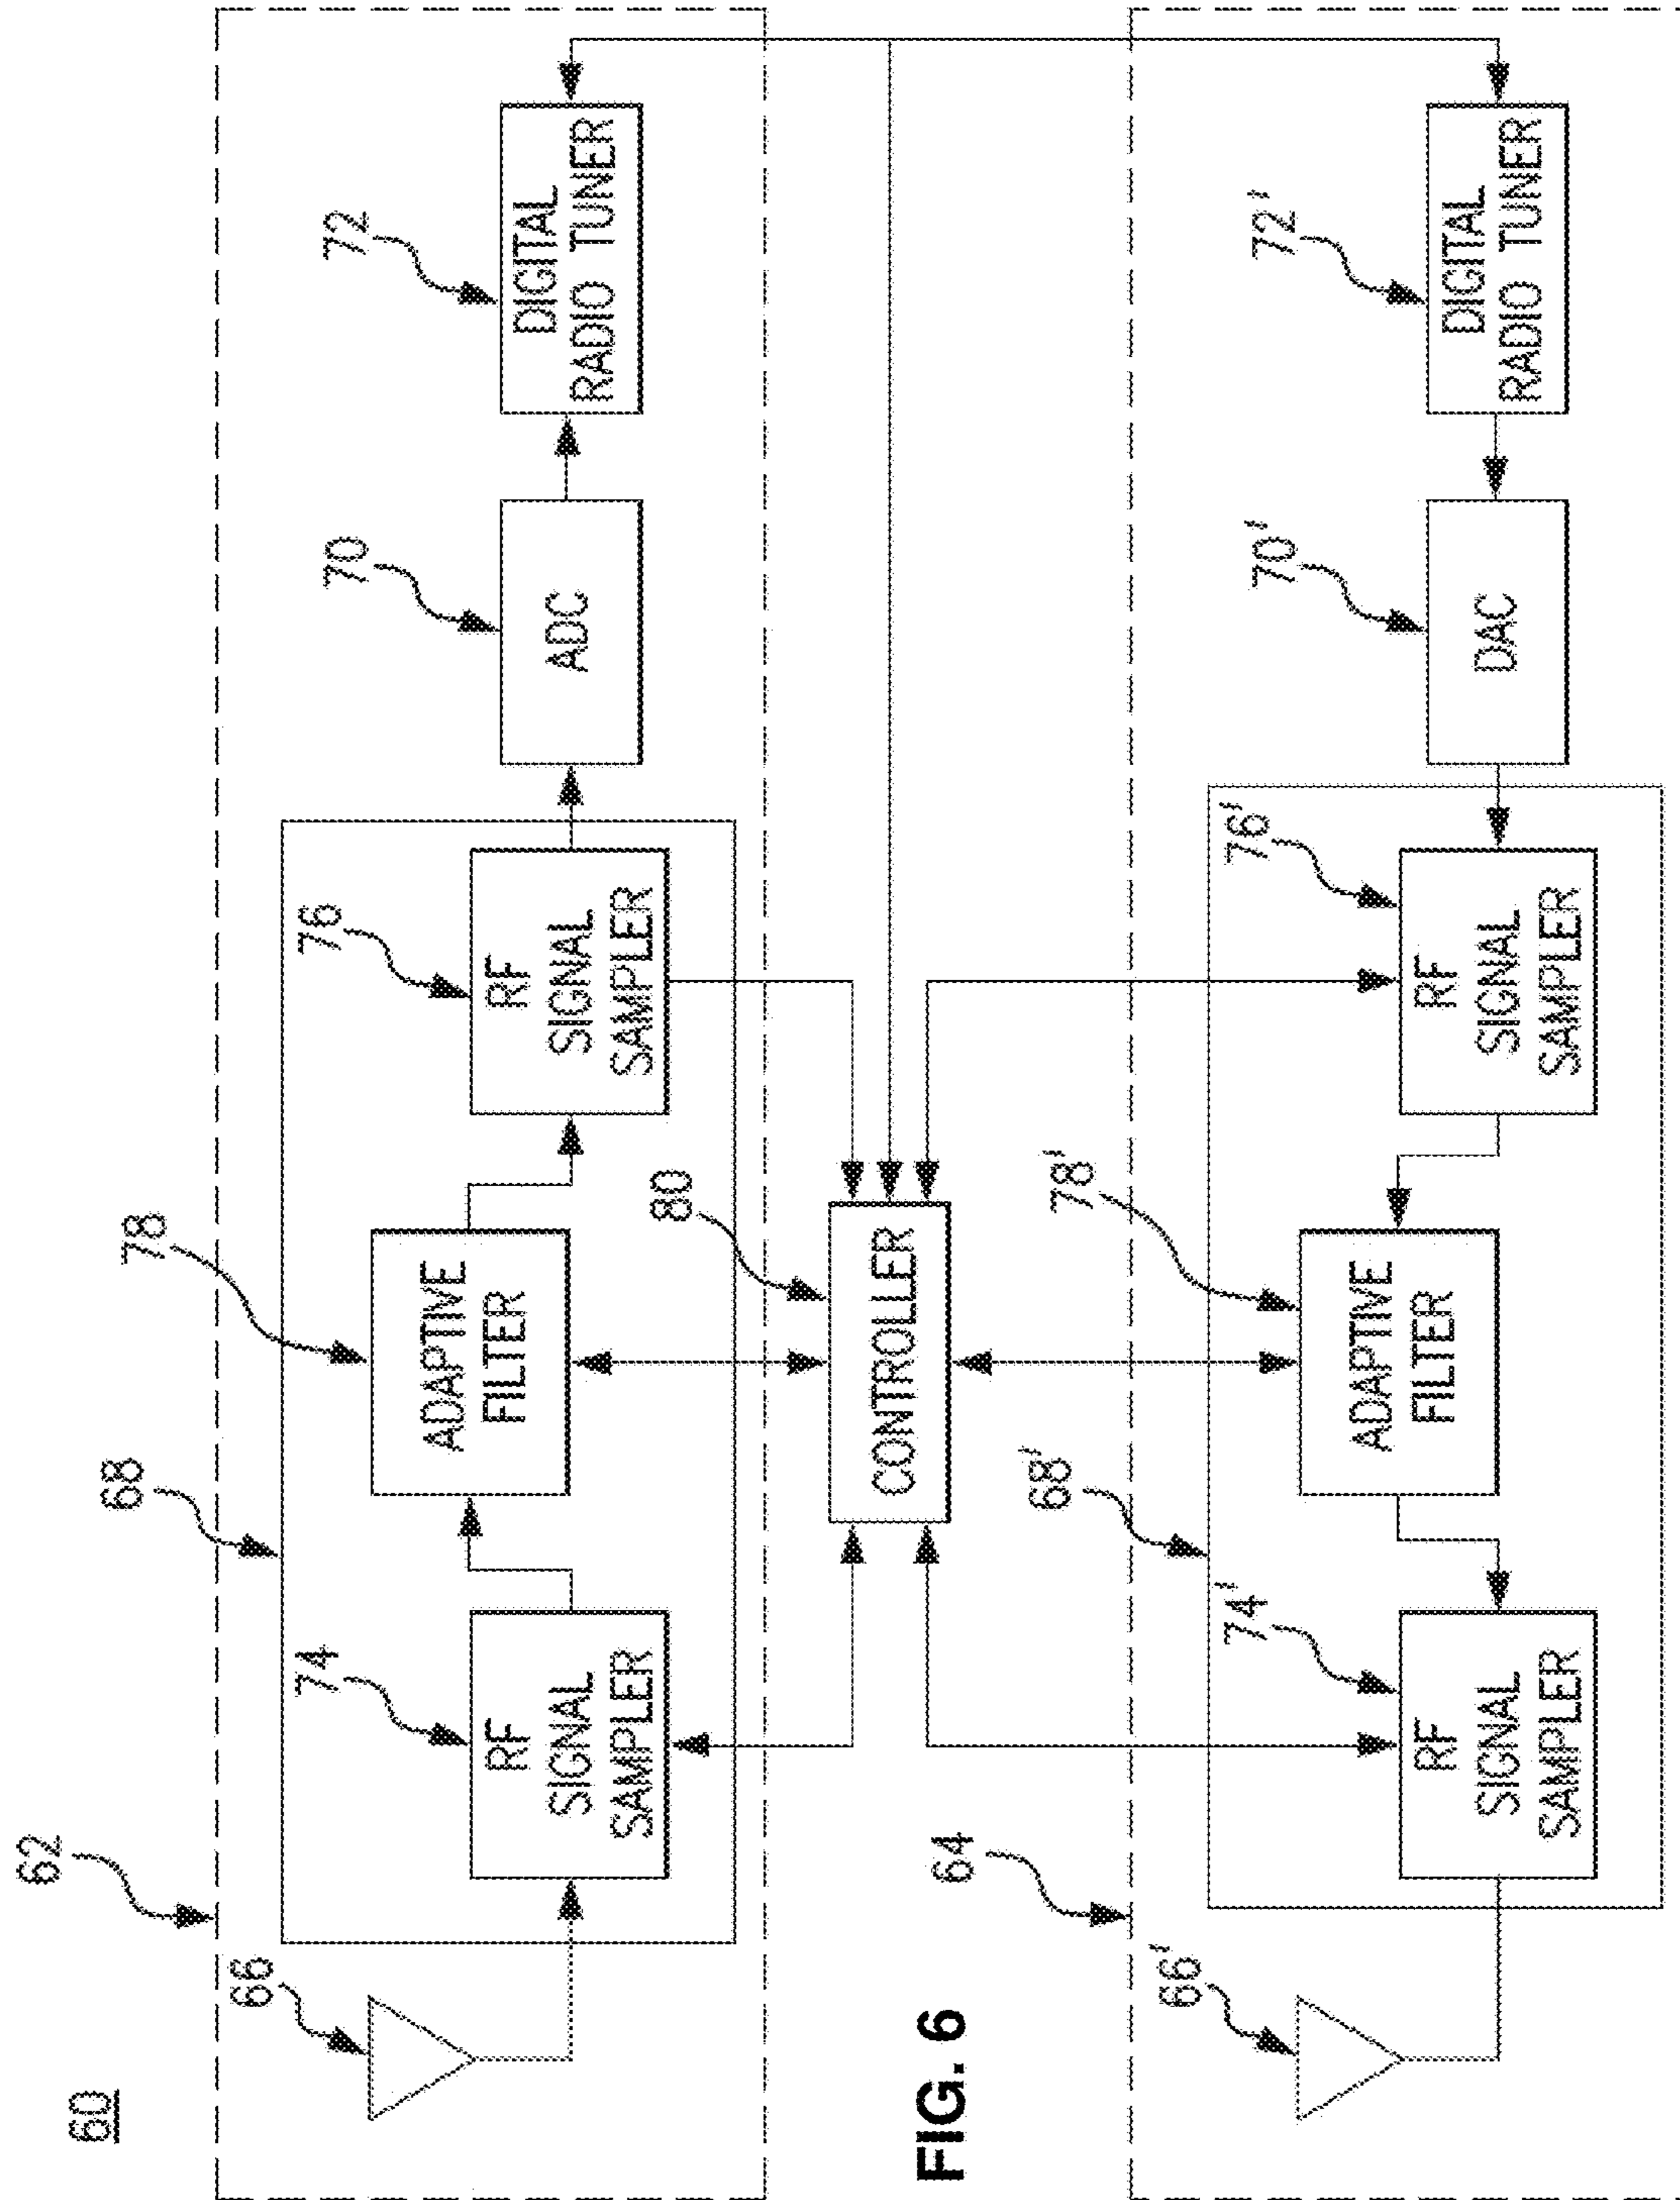 60
62
66
68
74
RF
SIGNAL
SAMPLER
78
ADAPTIVE
FILTER
76
RF
SIGNAL
SAMPLER
70
ADC
72
DIGITAL
RADIO TUNER
80
CONTROLLER
FIG. 6
64
66'
68'
74'
RF
SIGNAL
SAMPLER
78'
ADAPTIVE
FILTER
76'
RF
SIGNAL
SAMPLER
70'
DAC
72'
DIGITAL
RADIO TUNER